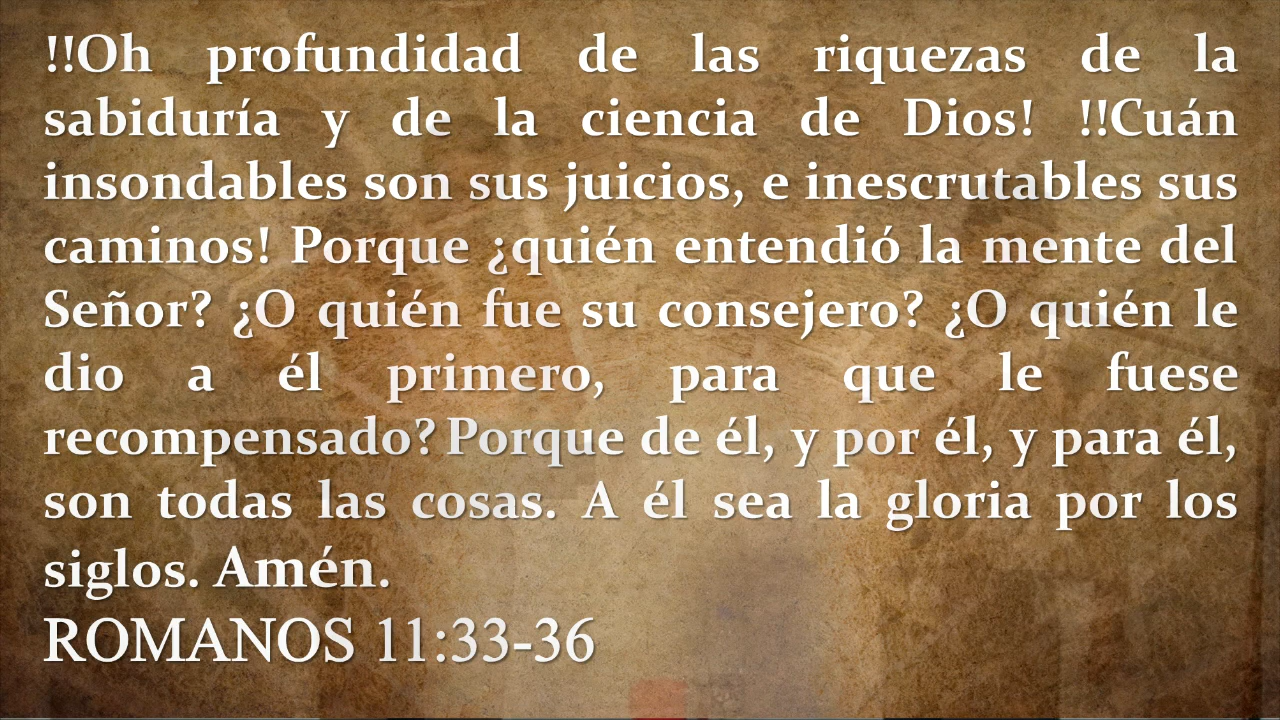 !!Oh profundidad de las riquezas de la
sabiduría y de la ciencia de Dios! !!Cuán
insondables son sus juicios, e inescrutables sus
caminos! Porque ¿quién entendió la mente del
Señor? ¿O quién fue su consejero? ¿O quién le
dio a él primero, para que le fuese
recompensado? Porque de él, y por él, y para él,
son todas las cosas. A él sea la gloria por los
siglos. Amén.
ROMANOS 11:33-36